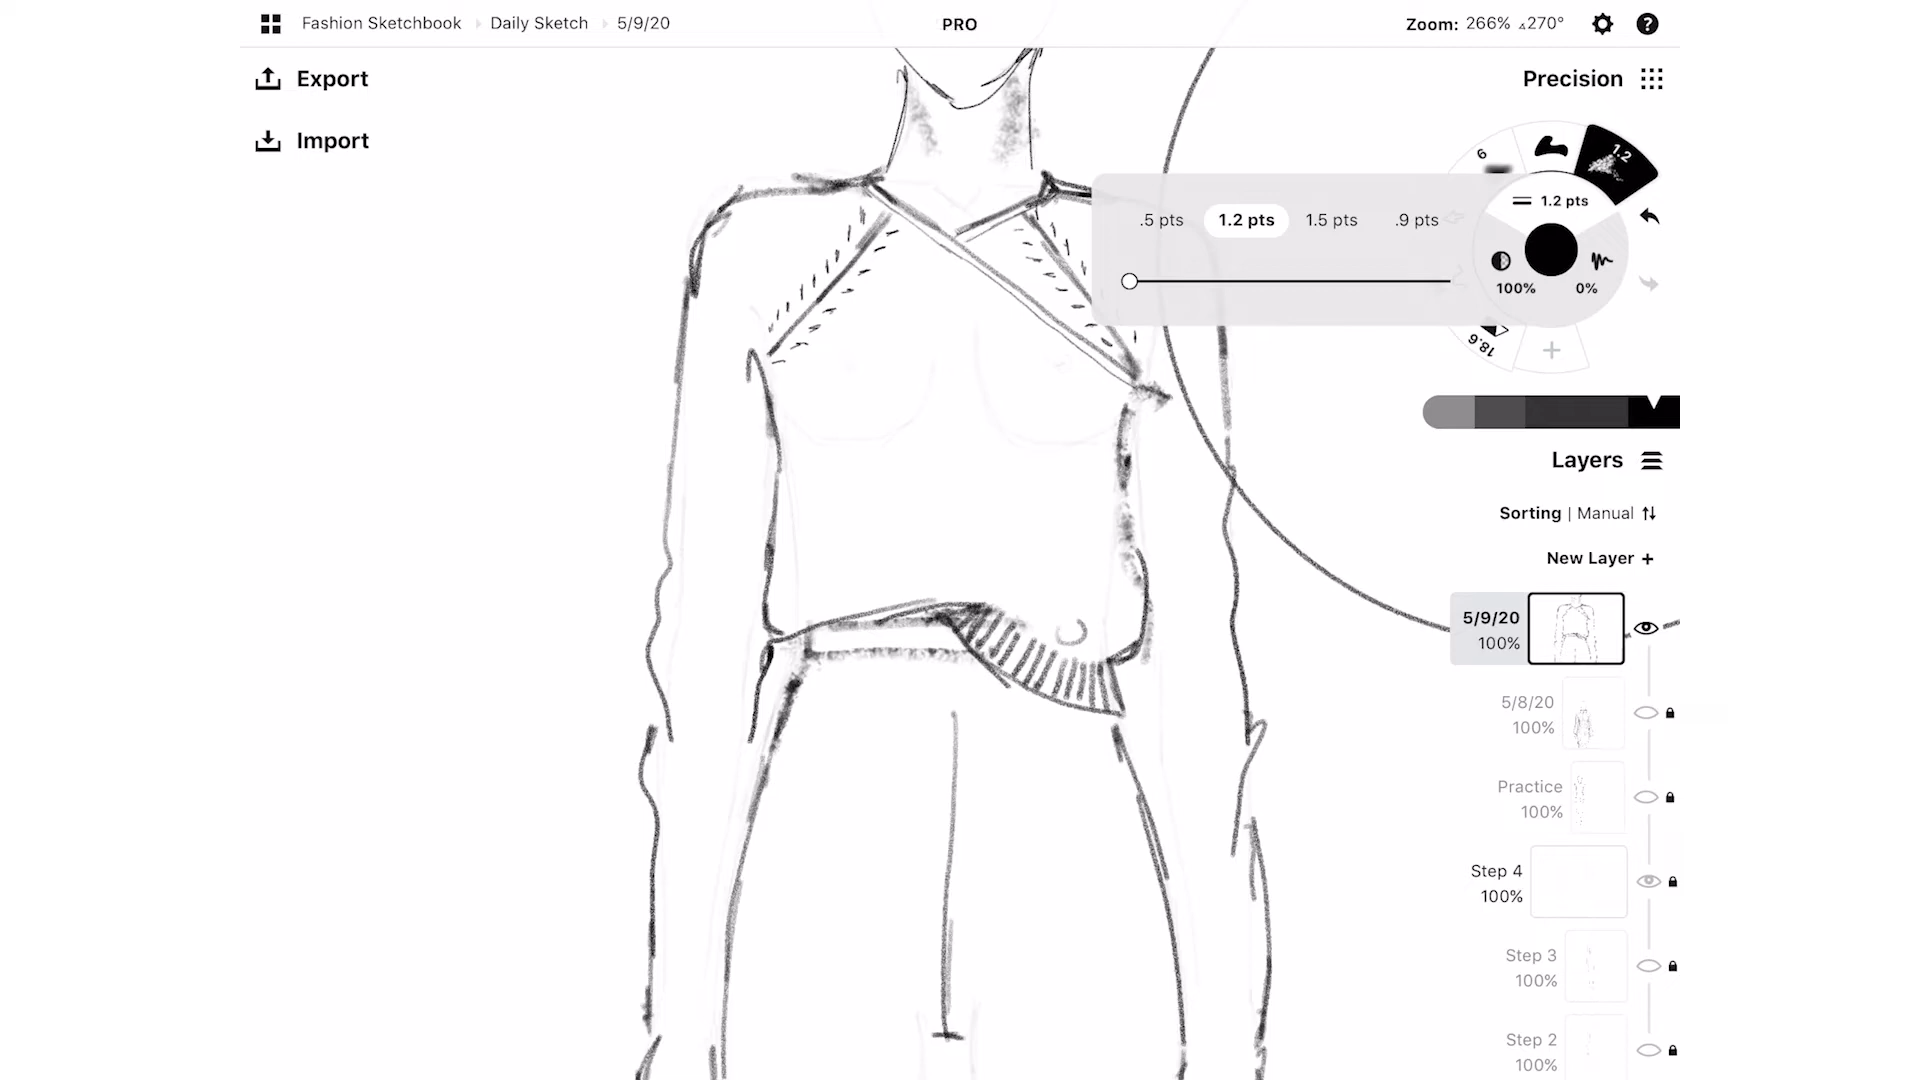 Fashion Sketchbook Daily Sketch 5/9/20
PRO
Zoom: 266% ⊿270°
Export
Import
Precision
6
1.2
1.2 pts
100%
0%
18.6
.5 pts 1.2 pts 1.5 pts .9 pts
Layers
Sorting | Manual
New Layer +
5/9/20
100%
5/8/20
100%
Practice
100%
Step 4
100%
Step 3
100%
Step 2
100%